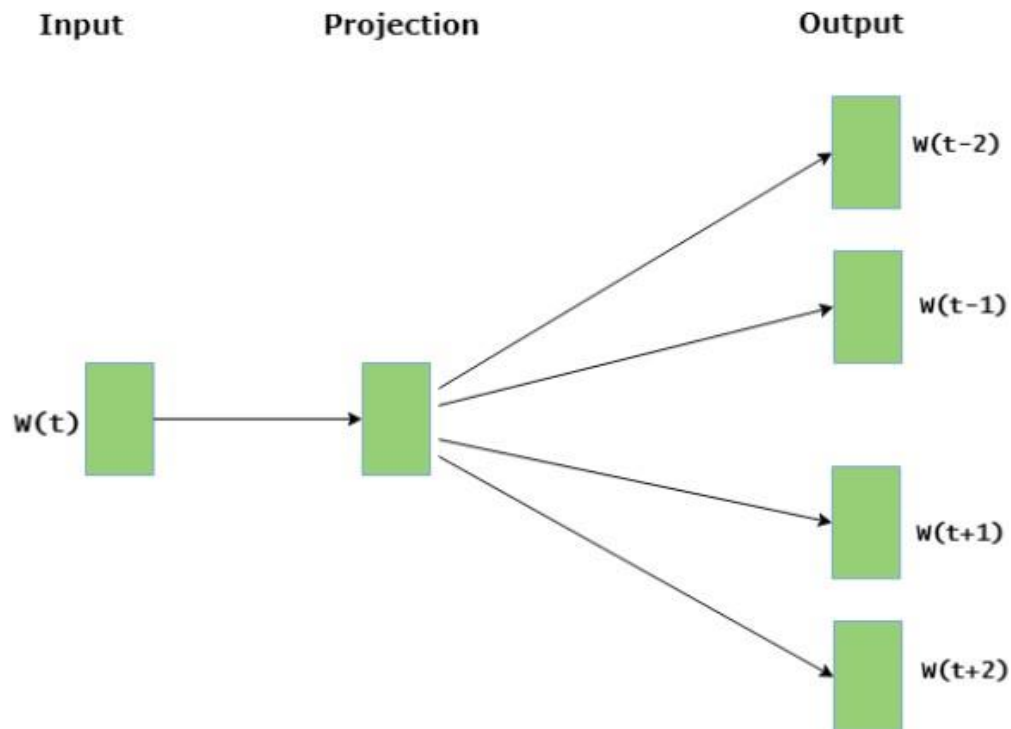 Input Projection Output
W(t-2)
W(t-1)
W(t)
W(t+1)
W(t+2)